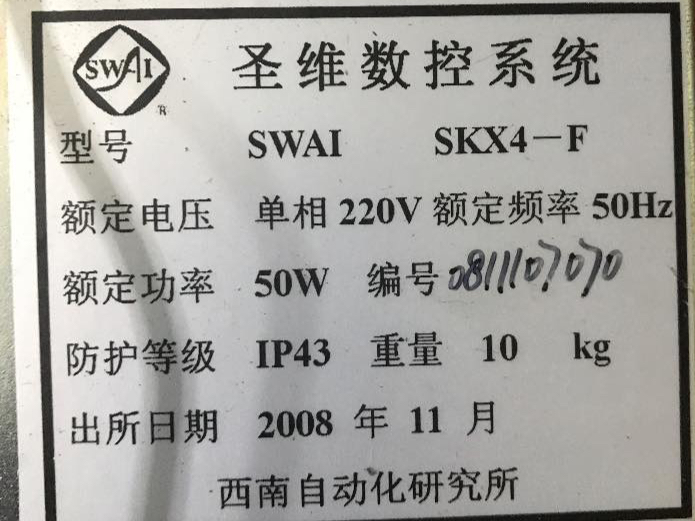 SWAI ® 圣维数控系统
型号 SWAI SKX4－F
额定电压 单相 220V 额定频率 50Hz
额定功率 50W 编号 081107070
防护等级 IP43 重量 10 kg
出所日期 2008 年 11 月
西南自动化研究所